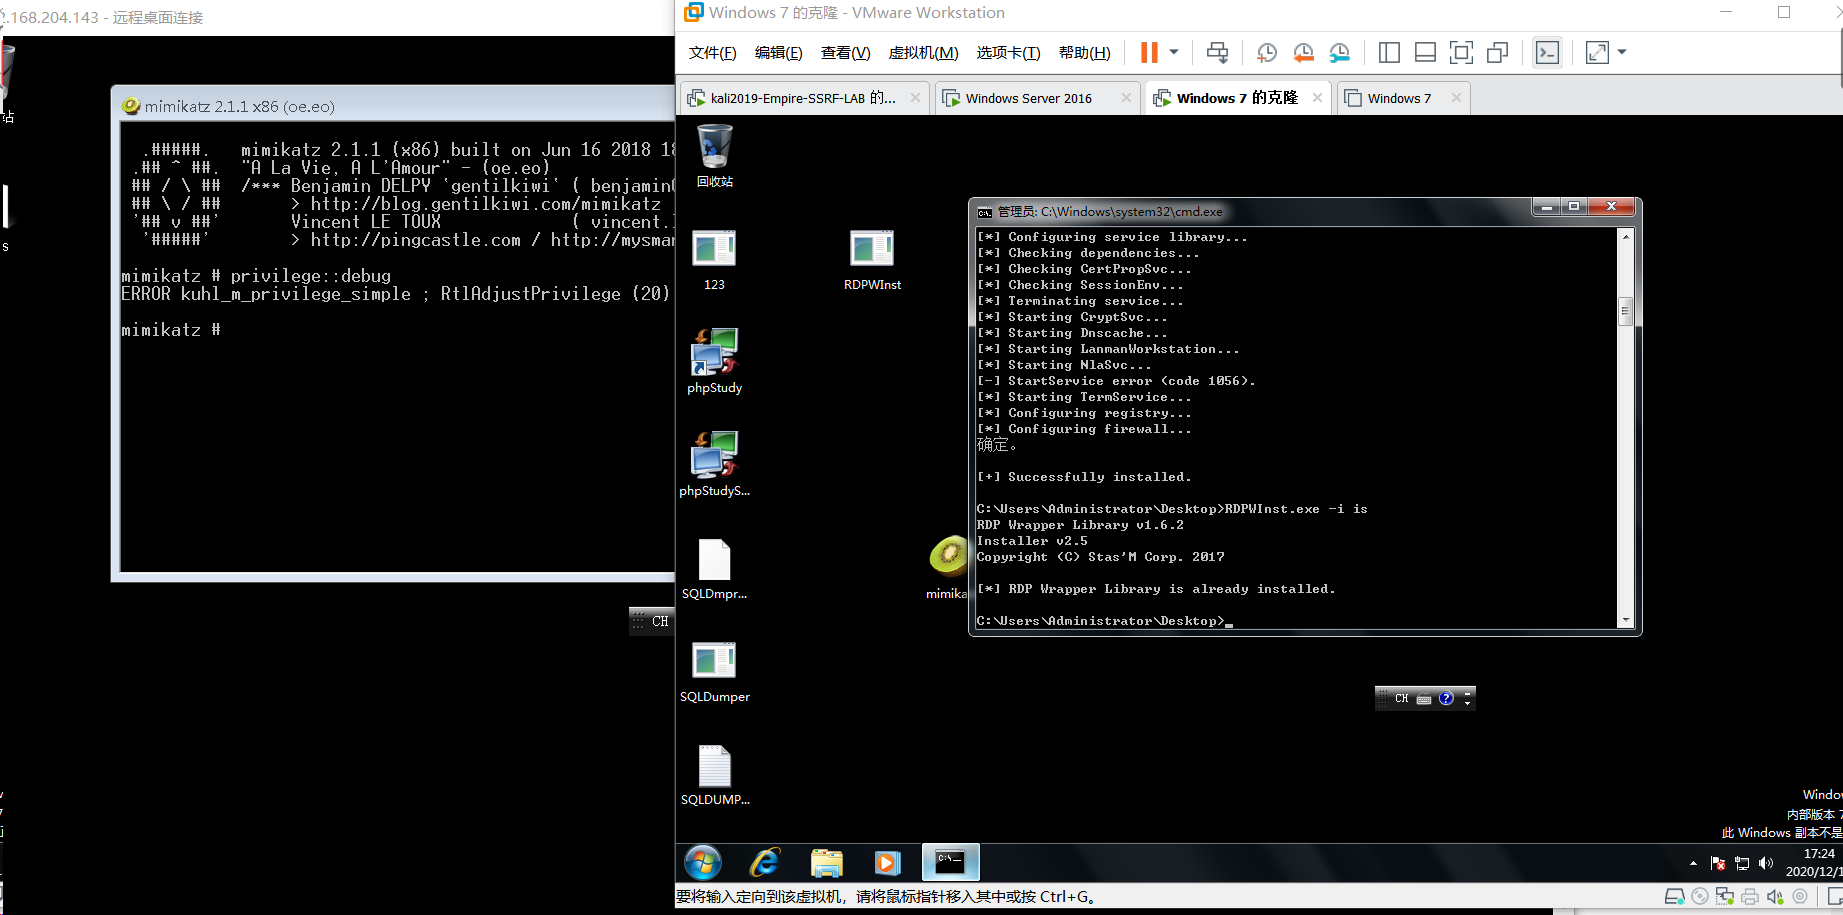 .168.204.143 - 远程桌面连接
站
s
mimikatz 2.1.1 x86 (oe.eo)
.#####.   mimikatz 2.1.1 (x86) built on Jun 16 2018 18
.## ^ ##.  "A La Vie, A L'Amour" - (oe.eo)
## / \ ##  /*** Benjamin DELPY `gentilkiwi` ( benjamin
## \ / ##       > http://blog.gentilkiwi.com/mimikatz
'## v ##'       Vincent LE TOUX             ( vincent.
'#####'        > http://pingcastle.com / http://mysmar
mimikatz # privilege::debug
ERROR kuhl_m_privilege_simple ; RtlAdjustPrivilege (20)
mimikatz #
CH
Windows 7 的克隆 - VMware Workstation
文件(F) 编辑(E) 查看(V) 虚拟机(M) 选项卡(T) 帮助(H)
kali2019-Empire-SSRF-LAB 的... Windows Server 2016 Windows 7 的克隆 Windows 7
回收站
123
RDPWInst
phpStudy
phpStudyS...
SQLDmpr...
mimika
SQLDumper
SQLDUMP...
管理员: C:\Windows\system32\cmd.exe
[*] Configuring service library...
[*] Checking dependencies...
[*] Checking CertPropSvc...
[*] Checking SessionEnv...
[*] Terminating service...
[*] Starting CryptSvc...
[*] Starting Dnscache...
[*] Starting LanmanWorkstation...
[*] Starting NlaSvc...
[-] StartService error (code 1056).
[*] Starting TermService...
[*] Configuring registry...
[*] Configuring firewall...
确定。
[+] Successfully installed.
C:\Users\Administrator\Desktop>RDPWInst.exe -i is
RDP Wrapper Library v1.6.2
Installer v2.5
Copyright (C) Stas'M Corp. 2017
[*] RDP Wrapper Library is already installed.
C:\Users\Administrator\Desktop>
CH
Windo
内部版本 7
此 Windows 副本不是
17:24
2020/12/1
要将输入定向到该虚拟机，请将鼠标指针移入其中或按 Ctrl+G。